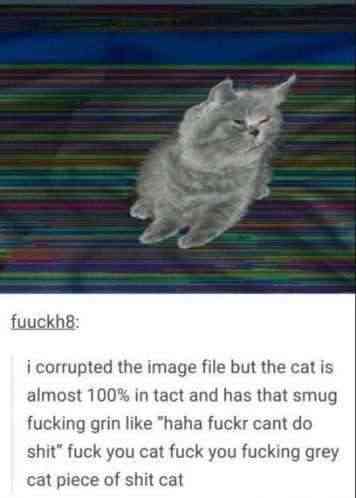 fuuckh8:
i corrupted the image file but the cat is
almost 100% in tact and has that smug
fucking grin like "haha fuckr cant do
shit" fuck you cat fuck you fucking grey
cat piece of shit cat